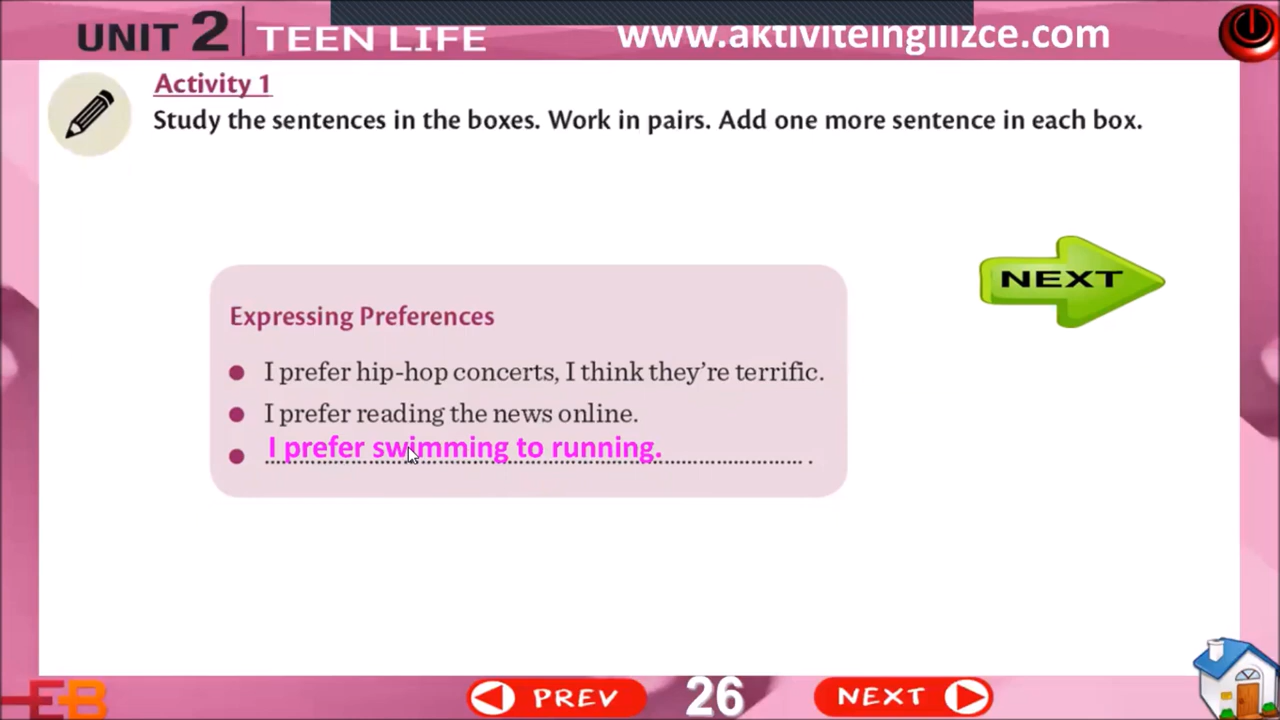 UNIT 2 TEEN LIFE www.aktiviteingilizce.com
Activity 1
Study the sentences in the boxes. Work in pairs. Add one more sentence in each box.
NEXT
Expressing Preferences
I prefer hip-hop concerts, I think they're terrific.
I prefer reading the news online.
I prefer swimming to running.
EB PREV 26 NEXT